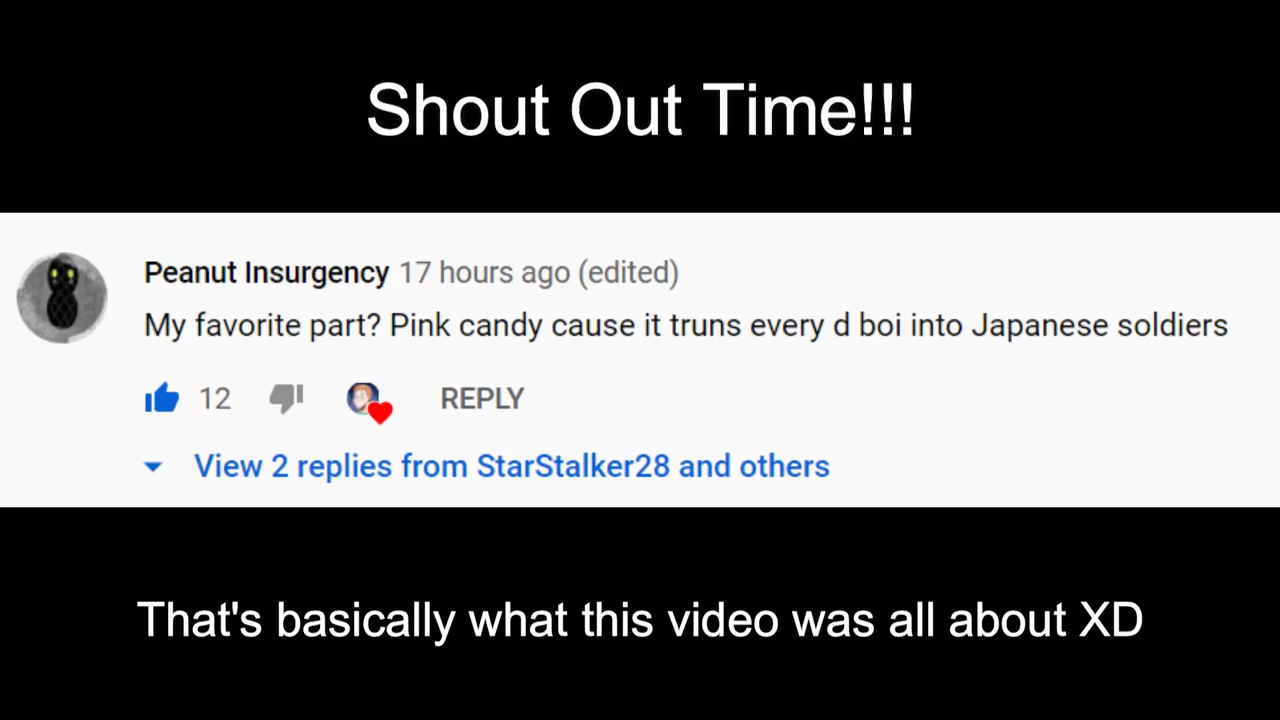 Shout Out Time!!!
Peanut Insurgency 17 hours ago (edited)
My favorite part? Pink candy cause it truns every d boi into Japanese soldiers
12 REPLY
View 2 replies from StarStalker28 and others
That's basically what this video was all about XD